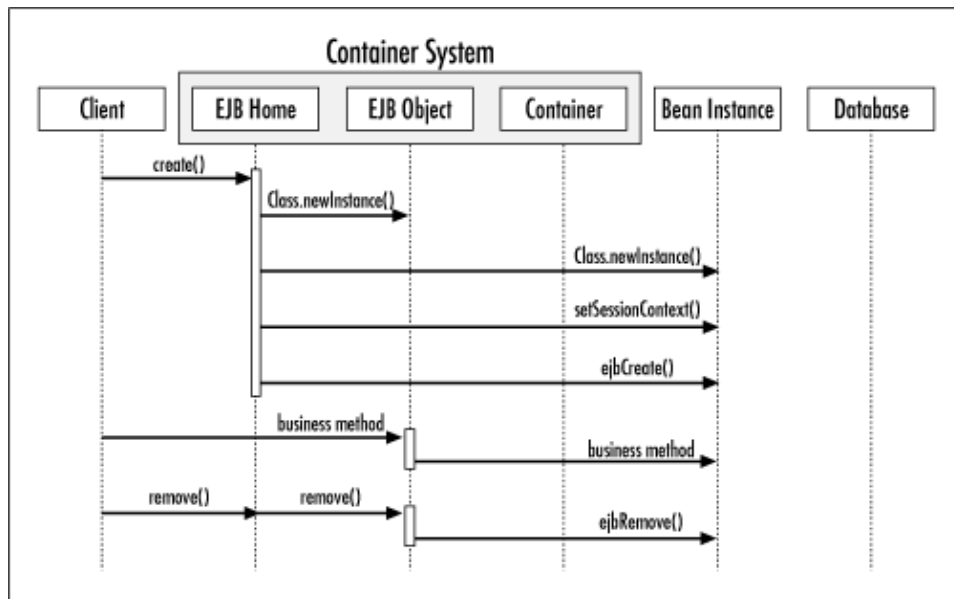 Container System
Client
EJB Home
EJB Object
Container
Bean Instance
Database
create()
Class.newInstance()
Class.newInstance()
setSessionContext()
ejbCreate()
business method
business method
remove()
remove()
ejbRemove()